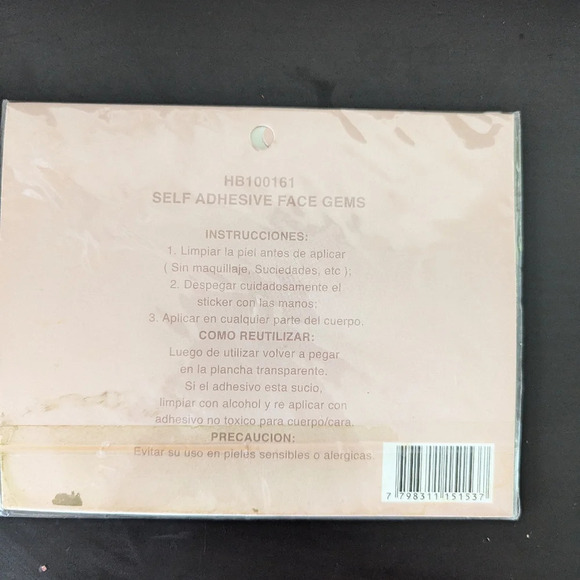 HB100161
SELF ADHESIVE FACE GEMS
INSTRUCCIONES:
1. Limpiar la piel antes de aplicar
( Sin maquillaje, Suciedades, etc );
2. Despegar cuidadosamente el
sticker con las manos;
3. Aplicar en cualquier parte del cuerpo.
COMO REUTILIZAR:
Luego de utilizar volver a pegar
en la plancha transparente.
Si el adhesivo esta sucio,
limpiar con alcohol y re aplicar con
adhesivo no toxico para cuerpo/cara.
PRECAUCION:
Evitar su uso en pieles sensibles o alergicas.
7 798311 151537